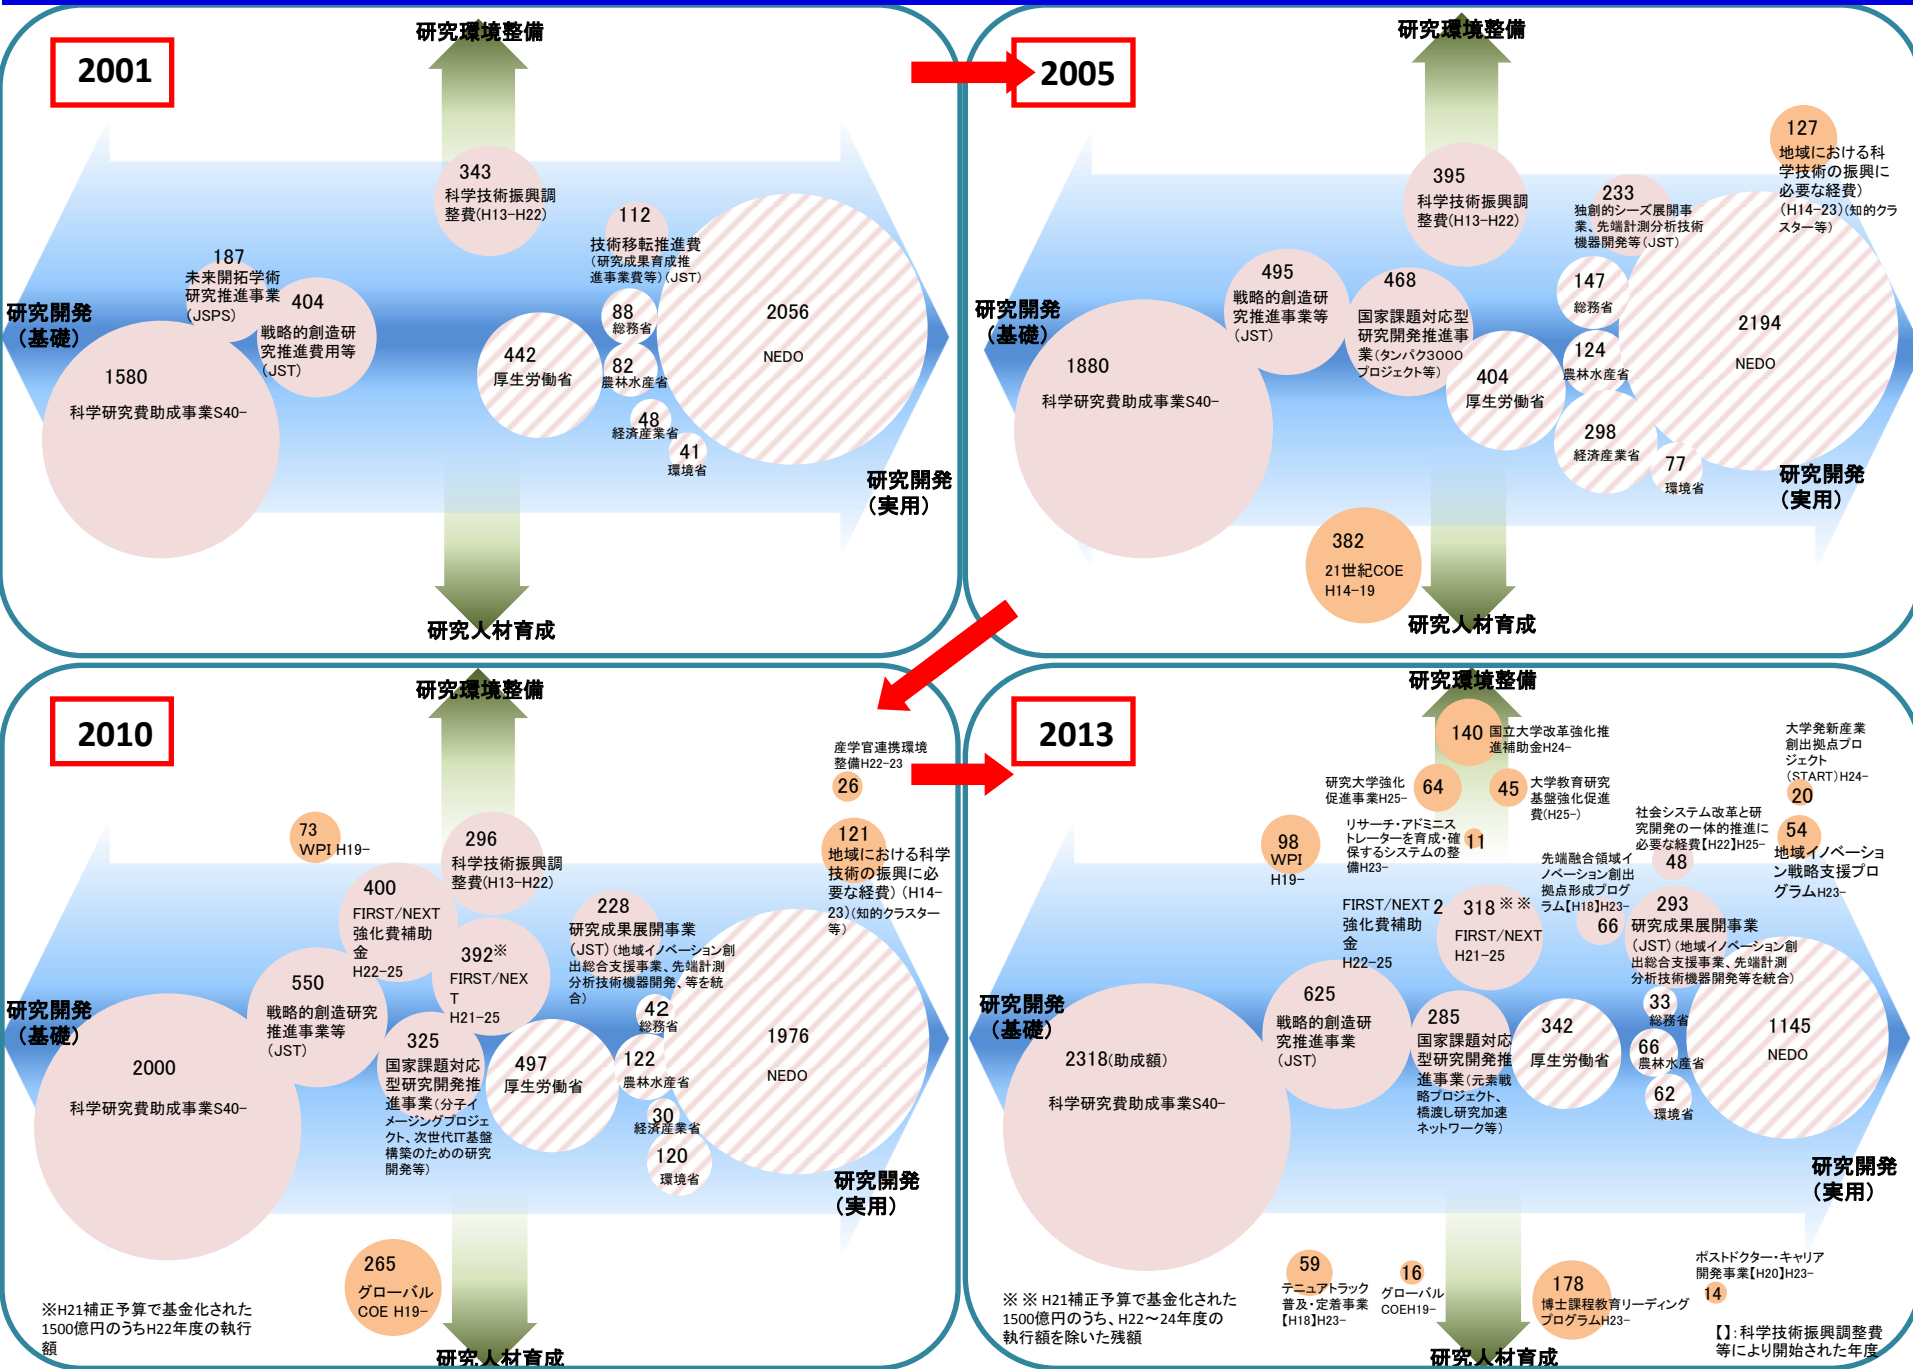 2001
研究環境整備
343
科学技術振興調
整費(H13-H22)
112
技術移転推進費
(研究成果育成推
進事業費等)(JST)
187
未来開拓学術
研究推進事業
(JSPS)
404
戦略的創造研
究推進費用等
(JST)
研究開発
(基礎)
1580
科学研究費助成事業S40-
442
厚生労働省
88
総務省
82
農林水産省
48
経済産業省
41
環境省
2056
NEDO
研究開発
(実用)
研究人材育成
2005
研究環境整備
127
地域における科
学技術の振興に
必要な経費)
(H14-23)(知的クラ
スター等)
395
科学技術振興調
整費(H13-H22)
233
独創的シーズ展開事
業、先端計測分析技術
機器開発等(JST)
495
戦略的創造研
究推進事業等
(JST)
468
国家課題対応型
研究開発推進事
業(タンパク3000
プロジェクト等)
研究開発
(基礎)
1880
科学研究費助成事業S40-
404
厚生労働省
147
総務省
124
農林水産省
298
経済産業省
77
環境省
2194
NEDO
研究開発
(実用)
382
21世紀COE
H14-19
研究人材育成
2010
研究環境整備
産学官連携環境
整備H22-23
26
73
WPI H19-
296
科学技術振興調
整費(H13-H22)
121
地域における科学
技術の振興に必
要な経費)(H14-
23)(知的クラスター
等)
400
FIRST/NEXT
強化費補助
金
H22-25
392※
FIRST/NEX
T
H21-25
228
研究成果展開事業
(JST)(地域イノベーション創
出総合支援事業、先端計測
分析技術機器開発、等を統
合)
550
戦略的創造研究
推進事業等
(JST)
研究開発
(基礎)
2000
科学研究費助成事業S40-
325
国家課題対応
型研究開発推
進事業(分子イ
メージングプロジェ
クト、次世代IT基盤
構築のための研究
開発等)
497
厚生労働省
42
総務省
122
農林水産省
30
経済産業省
120
環境省
1976
NEDO
研究開発
(実用)
265
グローバル
COE H19-
※H21補正予算で基金化された
1500億円のうちH22年度の執行
額
研究人材育成
2013
研究環境整備
140
国立大学改革強化推
進補助金H24-
研究大学強化
促進事業H25-
64
45
大学教育研究
基盤強化促進
費(H25-)
大学発新産業
創出拠点プロ
ジェクト
(START)H24-
20
98
WPI
H19-
リサーチ・アドミニス
トレーターを育成・確
保するシステムの整
備H23-
11
社会システム改革と研
究開発の一体的推進に
必要な経費【H22】H25-
48
54
地域イノベーショ
ン戦略支援プロ
グラムH23-
先端融合領域イ
ノベーション創出
拠点形成プログ
ラム【H18】H23-
66
FIRST/NEXT
強化費補助
金
H22-25
2
318※※
FIRST/NEXT
H21-25
293
研究成果展開事業
(JST)(地域イノベーション創
出総合支援事業、先端計測
分析技術機器開発等を統合)
研究開発
(基礎)
2318(助成額)
科学研究費助成事業S40-
625
戦略的創造研
究推進事業
(JST)
285
国家課題対応
型研究開発推
進事業(元素戦
略プロジェクト、
橋渡し研究加速
ネットワーク等)
342
厚生労働省
33
総務省
66
農林水産省
62
環境省
1145
NEDO
研究開発
(実用)
59
テニュアトラック
普及・定着事業
【H18】H23-
16
グローバル
COEH19-
178
博士課程教育リーディング
プログラムH23-
ポストドクター・キャリア
開発事業【H20】H23-
14
※※H21補正予算で基金化された
1500億円のうち、H22～24年度の
執行額を除いた残額
【】:科学技術振興調整費
等により開始された年度
研究人材育成